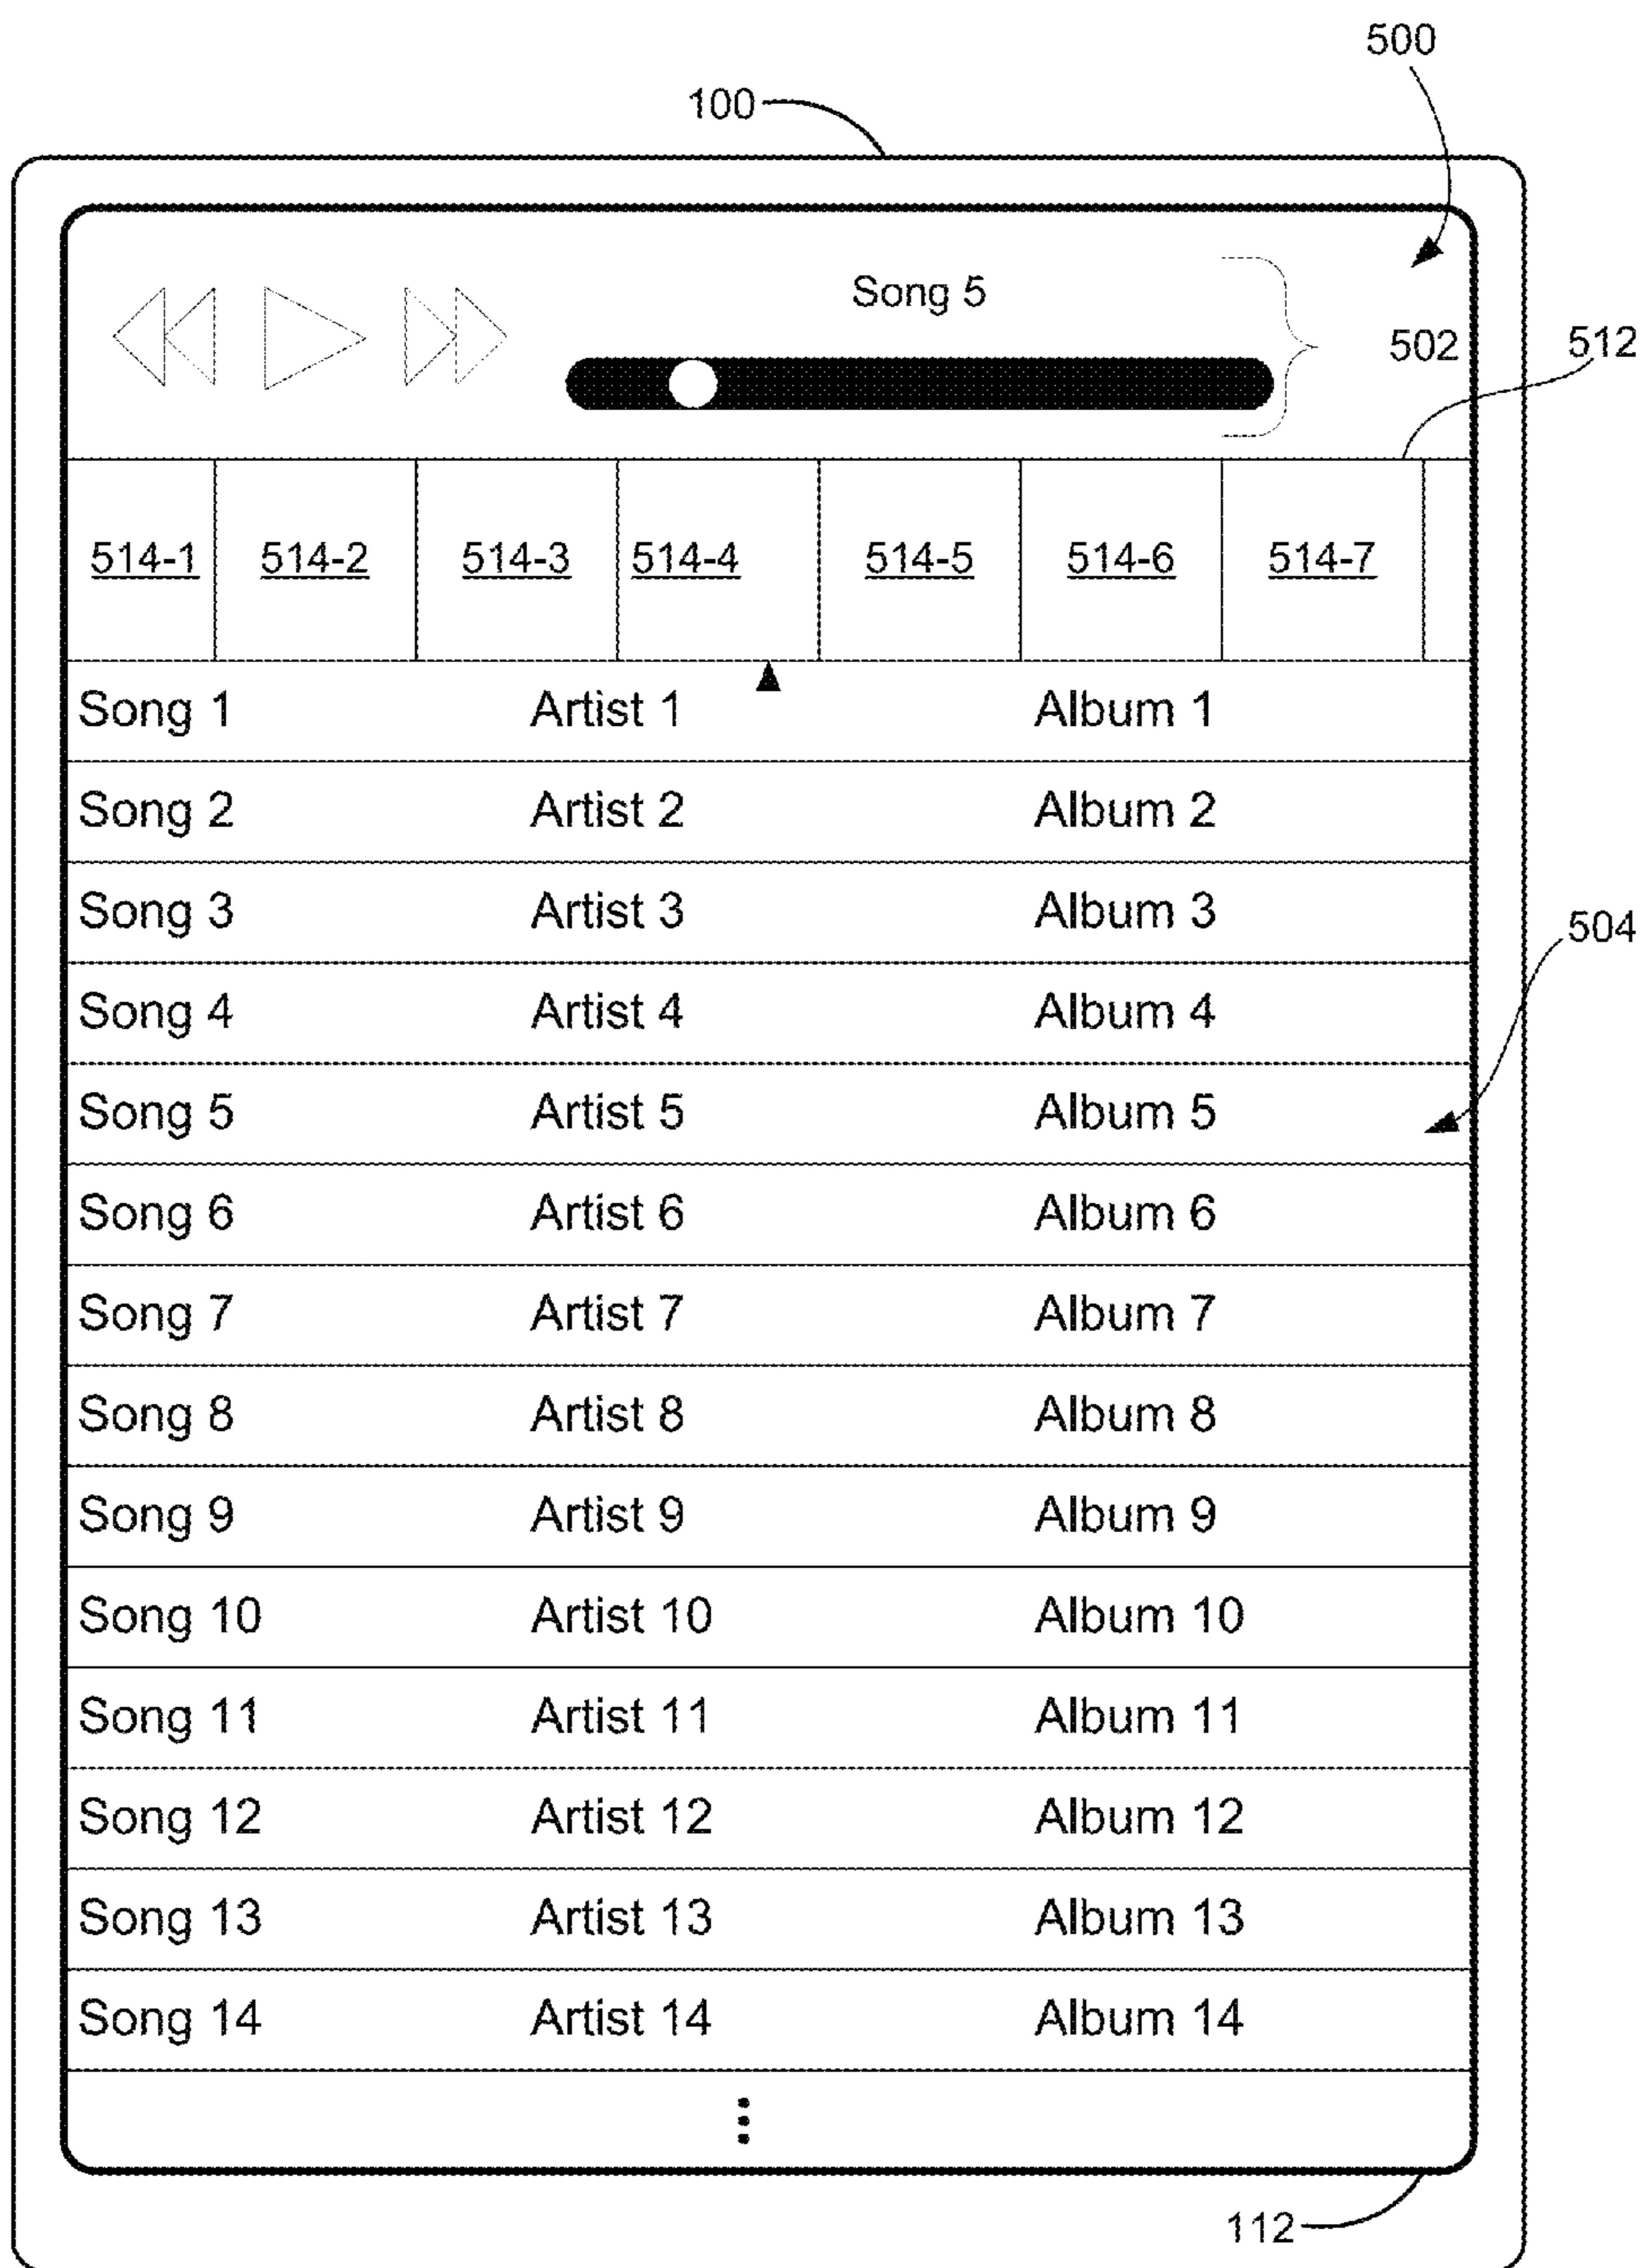 500
100
Song 5
502
512
514-1 514-2 514-3 514-4 514-5 514-6 514-7
Song 1 Artist 1 Album 1
Song 2 Artist 2 Album 2
Song 3 Artist 3 Album 3
504
Song 4 Artist 4 Album 4
Song 5 Artist 5 Album 5
Song 6 Artist 6 Album 6
Song 7 Artist 7 Album 7
Song 8 Artist 8 Album 8
Song 9 Artist 9 Album 9
Song 10 Artist 10 Album 10
Song 11 Artist 11 Album 11
Song 12 Artist 12 Album 12
Song 13 Artist 13 Album 13
Song 14 Artist 14 Album 14
112